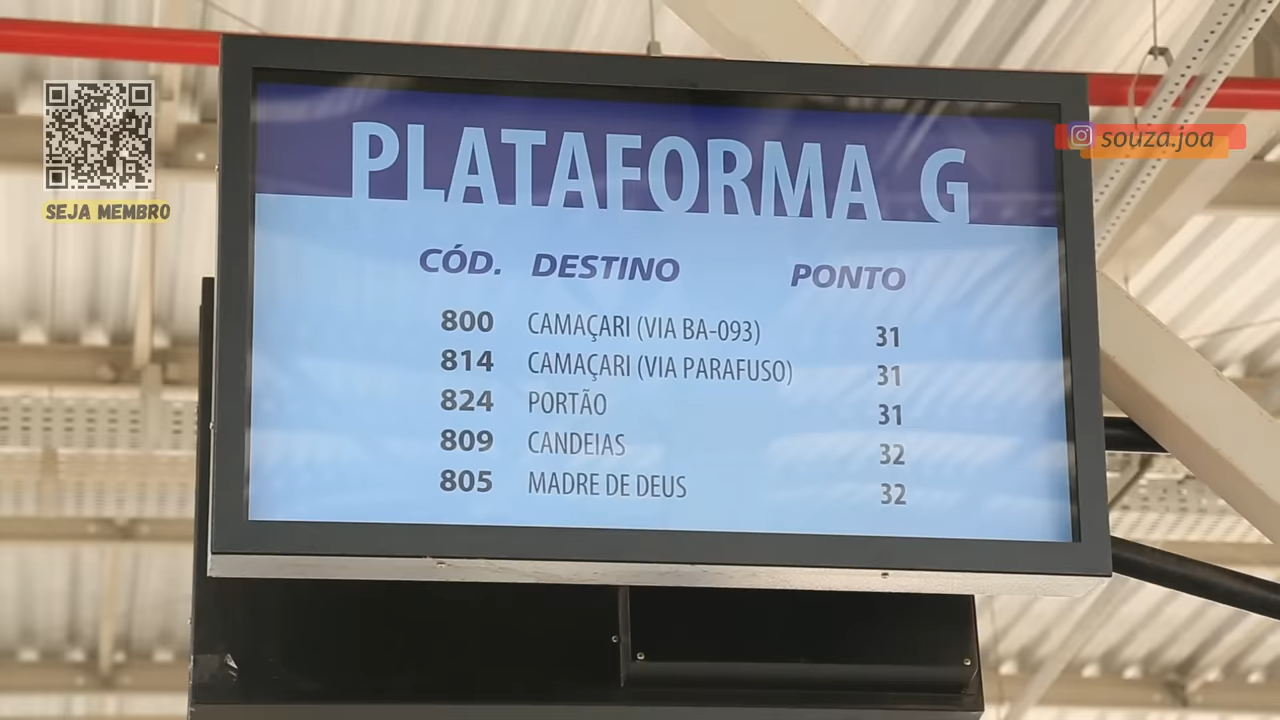 PLATAFORMA G
CÓD. DESTINO PONTO
800 CAMAÇARI (VIA BA-093) 31
814 CAMAÇARI (VIA PARAFUSO) 31
824 PORTÃO 31
809 CANDEIAS 32
805 MADRE DE DEUS 32
SEJA MEMBRO
souza.joa